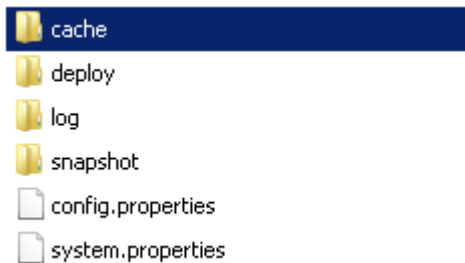 cache
deploy
log
snapshot
config.properties
system.properties